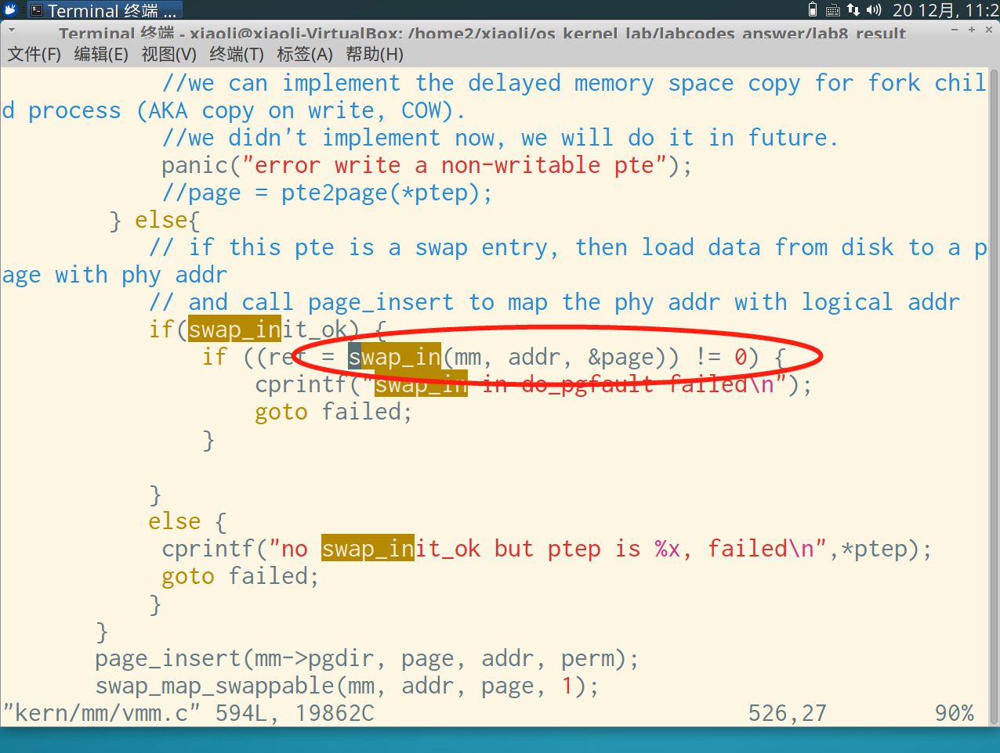 Terminal 终端 ...
20 12月, 11:2
Terminal 终端 - xiaoli@xiaoli-VirtualBox: /home2/xiaoli/os_kernel_lab/labcodes_answer/lab8_result
文件(F) 编辑(E) 视图(V) 终端(T) 标签(A) 帮助(H)
//we can implement the delayed memory space copy for fork chil
d process (AKA copy on write, COW).
//we didn't implement now, we will do it in future.
panic("error write a non-writable pte");
//page = pte2page(*ptep);
} else{
// if this pte is a swap entry, then load data from disk to a p
age with phy addr
// and call page_insert to map the phy addr with logical addr
if(swap_init_ok) {
if ((ret = swap_in(mm, addr, &page)) != 0) {
cprintf("swap_in in do_pgfault failed\n");
goto failed;
}
}
else {
cprintf("no swap_init_ok but ptep is %x, failed\n",*ptep);
goto failed;
}
}
page_insert(mm->pgdir, page, addr, perm);
swap_map_swappable(mm, addr, page, 1);
"kern/mm/vmm.c" 594L, 19862C 526,27 90%